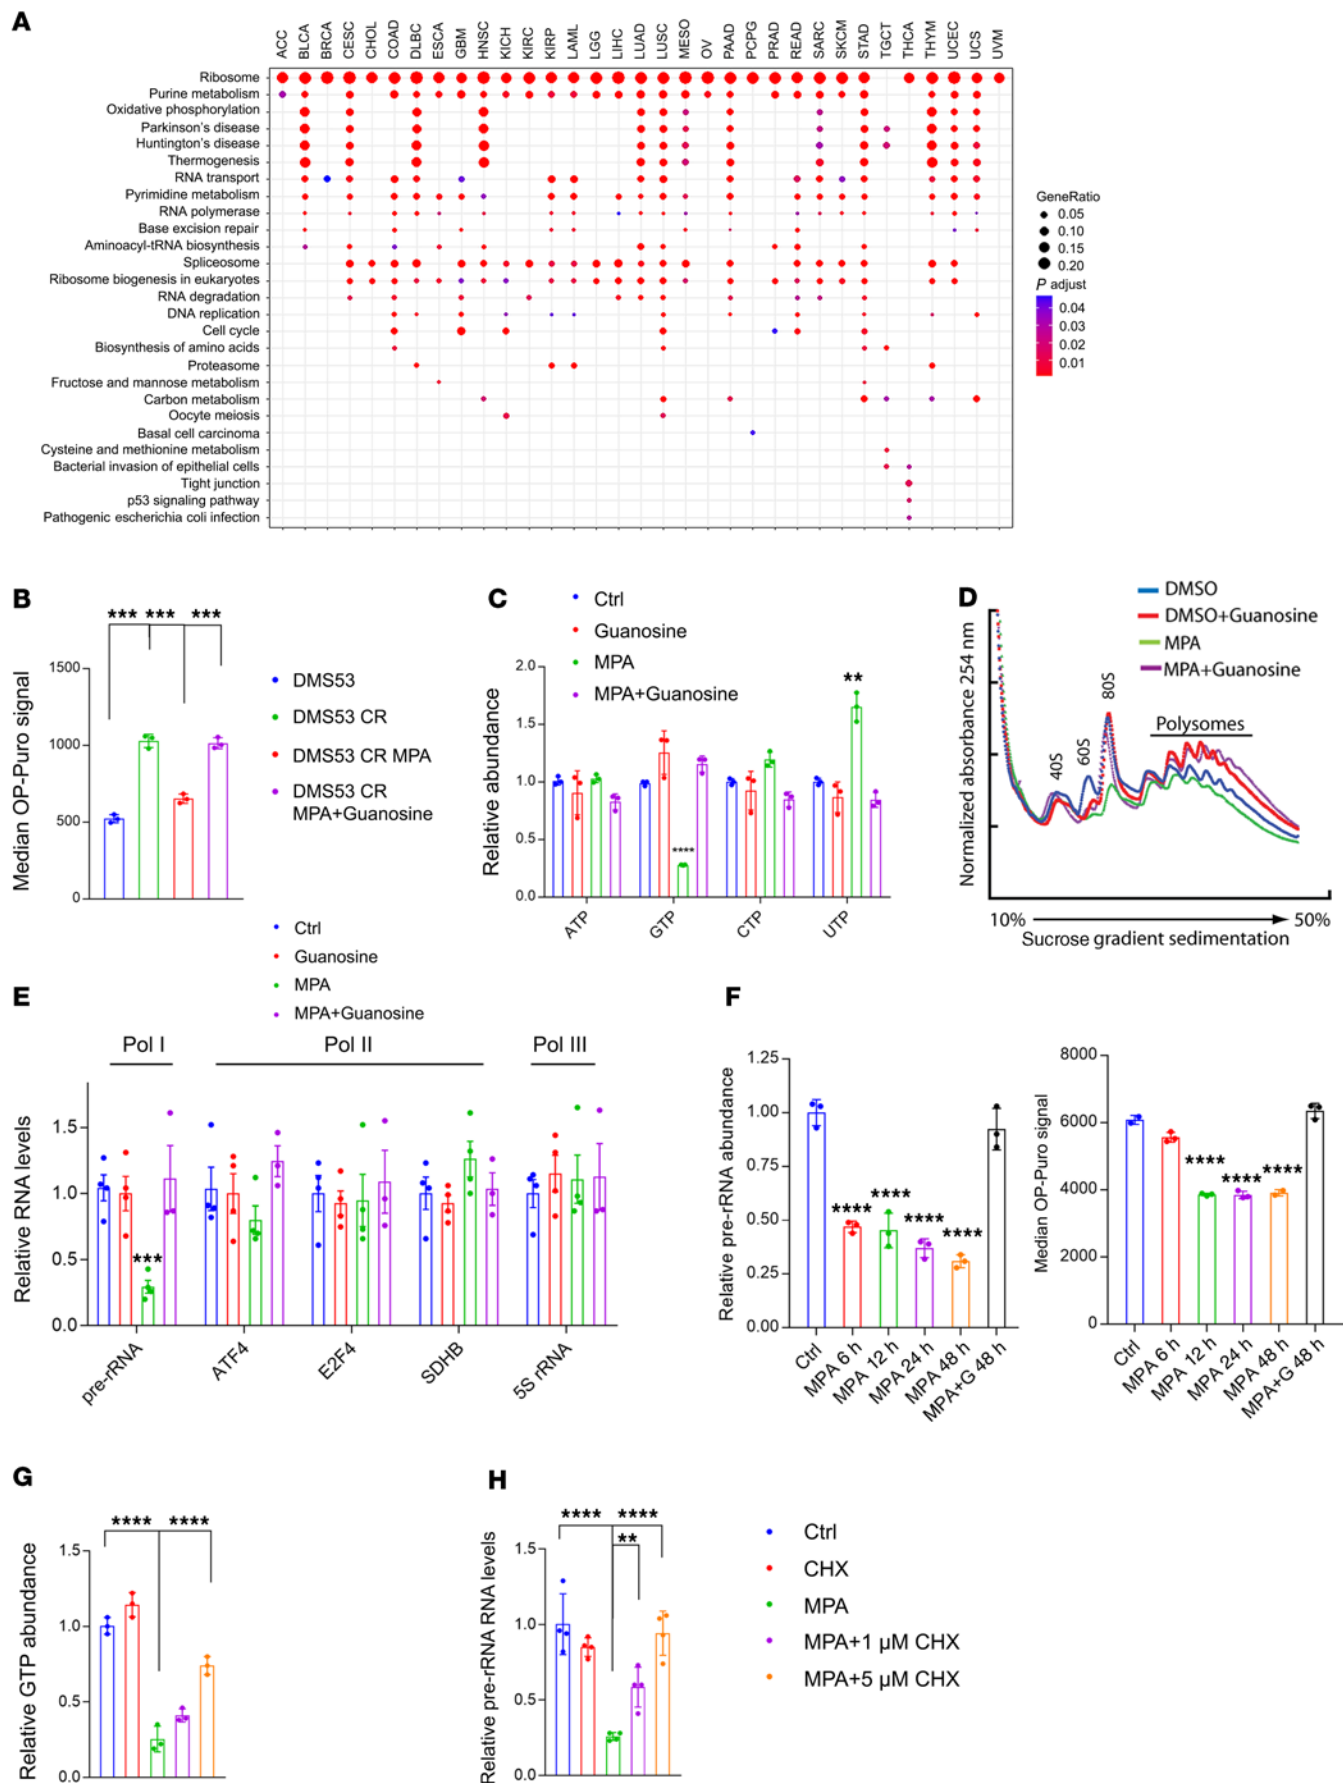 A
ACC BLCA BRCA CESC CHOL COAD DLBC ESCA GBM HNSC KICH KIRC KIRP LAML LGG LIHC LUAD LUSC MESO OV PAAD PCPG PRAD READ SARC SKCM STAD TGCT THCA THYM UCEC UCS UVM
Ribosome
Purine metabolism
Oxidative phosphorylation
Parkinson's disease
Huntington's disease
Thermogenesis
RNA transport
Pyrimidine metabolism
RNA polymerase
Base excision repair
Aminoacyl-tRNA biosynthesis
Spliceosome
Ribosome biogenesis in eukaryotes
RNA degradation
DNA replication
Cell cycle
Biosynthesis of amino acids
Proteasome
Fructose and mannose metabolism
Carbon metabolism
Oocyte meiosis
Basal cell carcinoma
Cysteine and methionine metabolism
Bacterial invasion of epithelial cells
Tight junction
p53 signaling pathway
Pathogenic escherichia coli infection
GeneRatio
0.05
0.10
0.15
0.20
P adjust
0.04
0.03
0.02
0.01
B
*** *** ***
Median OP-Puro signal
1500
1000
500
0
DMS53
DMS53 CR
DMS53 CR MPA
DMS53 CR
MPA+Guanosine
C
Ctrl
Guanosine
MPA
MPA+Guanosine
Relative abundance
2.0
1.5
1.0
0.5
0.0
****
**
ATP GTP CTP UTP
D
DMSO
DMSO+Guanosine
MPA
MPA+Guanosine
Normalized absorbance 254 nm
40S 60S 80S
Polysomes
10% 50%
Sucrose gradient sedimentation
E
Ctrl
Guanosine
MPA
MPA+Guanosine
Pol I Pol II Pol III
Relative RNA levels
1.5
1.0
0.5
0.0
***
pre-rRNA ATF4 E2F4 SDHB 5S rRNA
F
Relative pre-rRNA abundance
1.25
1.00
0.75
0.50
0.25
0.00
**** **** **** ****
Ctrl MPA 6 h MPA 12 h MPA 24 h MPA 48 h MPA+G 48 h
Median OP-Puro signal
8000
6000
4000
2000
0
**** **** ****
Ctrl MPA 6 h MPA 12 h MPA 24 h MPA 48 h MPA+G 48 h
G
**** ****
Relative GTP abundance
1.5
1.0
0.5
0.0
H
**** ****
**
Relative pre-rRNA RNA levels
1.5
1.0
0.5
0.0
Ctrl
CHX
MPA
MPA+1 µM CHX
MPA+5 µM CHX